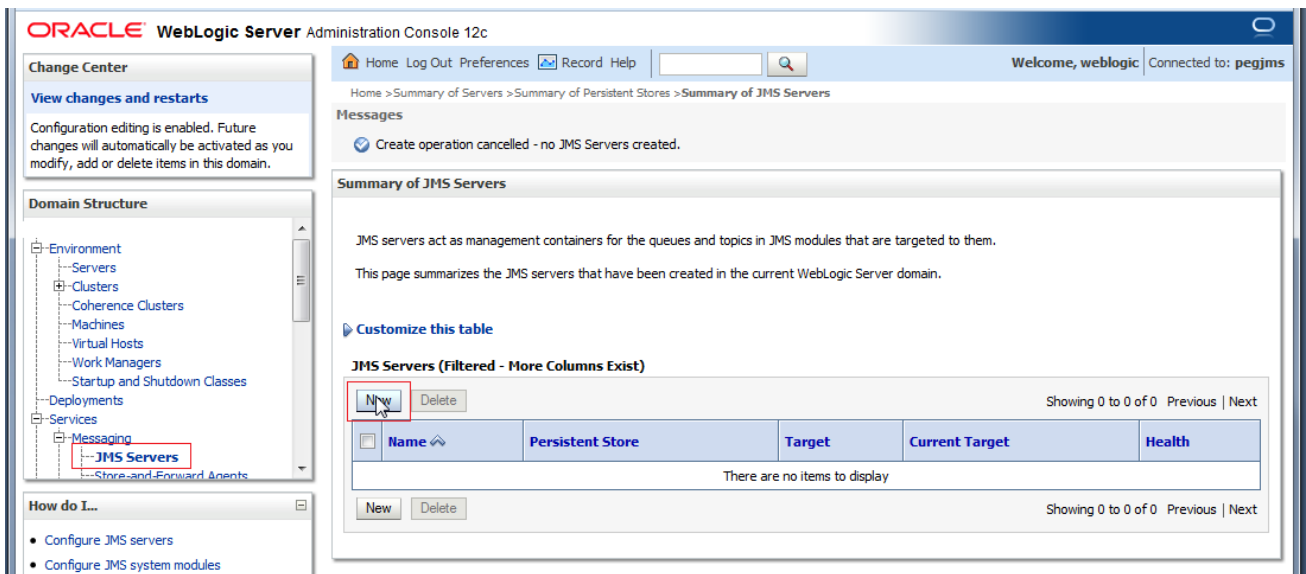 ORACLE® WebLogic Server Administration Console 12c
Change Center
View changes and restarts
Configuration editing is enabled. Future
changes will automatically be activated as you
modify, add or delete items in this domain.
Domain Structure
Environment
Servers
Clusters
Coherence Clusters
Machines
Virtual Hosts
Work Managers
Startup and Shutdown Classes
Deployments
Services
Messaging
JMS Servers
Store-and-Forward Agents
How do I...
Configure JMS servers
Configure JMS system modules
Home Log Out Preferences Record Help
Welcome, weblogic Connected to: pegjms
Home >Summary of Servers >Summary of Persistent Stores >Summary of JMS Servers
Messages
Create operation cancelled - no JMS Servers created.
Summary of JMS Servers
JMS servers act as management containers for the queues and topics in JMS modules that are targeted to them.
This page summarizes the JMS servers that have been created in the current WebLogic Server domain.
Customize this table
JMS Servers (Filtered - More Columns Exist)
New Delete Showing 0 to 0 of 0 Previous | Next
Name Persistent Store Target Current Target Health
There are no items to display
New Delete Showing 0 to 0 of 0 Previous | Next